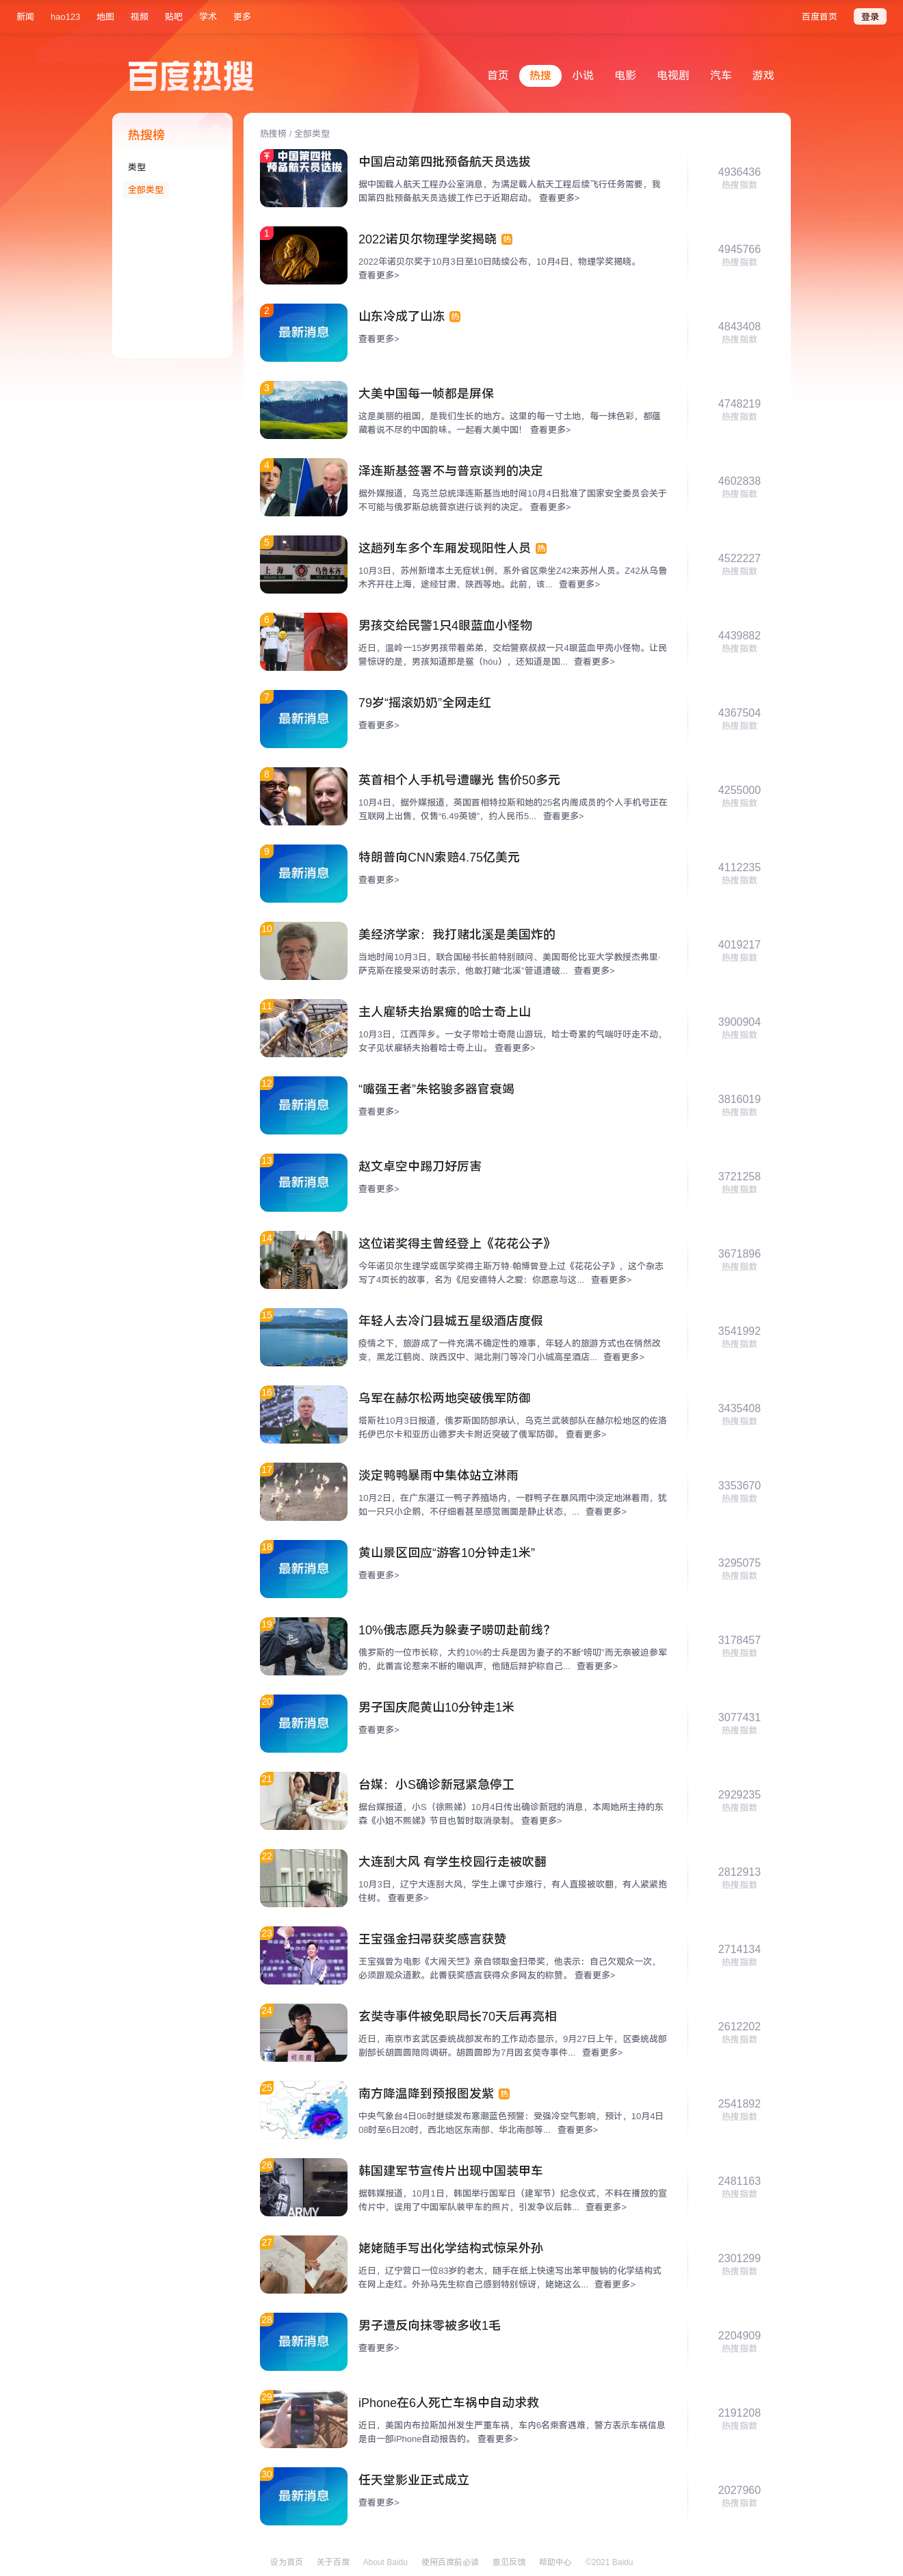 新闻 hao123 地图 视频 贴吧 学术 更多 百度首页 登录
百度热搜
首页 热搜 小说 电影 电视剧 汽车 游戏
热搜榜
类型
全部类型
热搜榜 / 全部类型
中国第四批
预备航天员选拔
中国启动第四批预备航天员选拔
据中国载人航天工程办公室消息，为满足载人航天工程后续飞行任务需要，我
国第四批预备航天员选拔工作已于近期启动。 查看更多>
4936436
热搜指数
1
2022诺贝尔物理学奖揭晓 热
2022年诺贝尔奖于10月3日至10日陆续公布，10月4日，物理学奖揭晓。
查看更多>
4945766
热搜指数
2
最新消息
山东冷成了山冻 热
查看更多>
4843408
热搜指数
3
大美中国每一帧都是屏保
这是美丽的祖国，是我们生长的地方。这里的每一寸土地，每一抹色彩，都蕴
藏着说不尽的中国韵味。一起看大美中国！ 查看更多>
4748219
热搜指数
4
泽连斯基签署不与普京谈判的决定
据外媒报道，乌克兰总统泽连斯基当地时间10月4日批准了国家安全委员会关于
不可能与俄罗斯总统普京进行谈判的决定。 查看更多>
4602838
热搜指数
5
上 海 乌鲁木齐
这趟列车多个车厢发现阳性人员 热
10月3日，苏州新增本土无症状1例，系外省区乘坐Z42来苏州人员。Z42从乌鲁
木齐开往上海，途经甘肃、陕西等地。此前，该... 查看更多>
4522227
热搜指数
6
男孩交给民警1只4眼蓝血小怪物
近日，温岭一15岁男孩带着弟弟，交给警察叔叔一只4眼蓝血甲壳小怪物。让民
警惊讶的是，男孩知道那是鲎（hòu），还知道是国... 查看更多>
4439882
热搜指数
7
最新消息
79岁“摇滚奶奶”全网走红
查看更多>
4367504
热搜指数
8
英首相个人手机号遭曝光 售价50多元
10月4日，据外媒报道，英国首相特拉斯和她的25名内阁成员的个人手机号正在
互联网上出售，仅售“6.49英镑”，约人民币5... 查看更多>
4255000
热搜指数
9
最新消息
特朗普向CNN索赔4.75亿美元
查看更多>
4112235
热搜指数
10
美经济学家：我打赌北溪是美国炸的
当地时间10月3日，联合国秘书长前特别顾问、美国哥伦比亚大学教授杰弗里·
萨克斯在接受采访时表示，他敢打赌“北溪”管道遭破... 查看更多>
4019217
热搜指数
11
主人雇轿夫抬累瘫的哈士奇上山
10月3日，江西萍乡。一女子带哈士奇爬山游玩，哈士奇累的气喘吁吁走不动，
女子见状雇轿夫抬着哈士奇上山。 查看更多>
3900904
热搜指数
12
最新消息
“嘴强王者”朱铭骏多器官衰竭
查看更多>
3816019
热搜指数
13
最新消息
赵文卓空中踢刀好厉害
查看更多>
3721258
热搜指数
14
这位诺奖得主曾经登上《花花公子》
今年诺贝尔生理学或医学奖得主斯万特·帕博曾登上过《花花公子》，这个杂志
写了4页长的故事，名为《尼安德特人之爱：你愿意与这... 查看更多>
3671896
热搜指数
15
年轻人去冷门县城五星级酒店度假
疫情之下，旅游成了一件充满不确定性的难事，年轻人的旅游方式也在悄然改
变，黑龙江鹤岗、陕西汉中、湖北荆门等冷门小城高星酒店... 查看更多>
3541992
热搜指数
16
乌军在赫尔松两地突破俄军防御
塔斯社10月3日报道，俄罗斯国防部承认，乌克兰武装部队在赫尔松地区的佐洛
托伊巴尔卡和亚历山德罗夫卡附近突破了俄军防御。 查看更多>
3435408
热搜指数
17
淡定鸭鸭暴雨中集体站立淋雨
10月2日，在广东湛江一鸭子养殖场内，一群鸭子在暴风雨中淡定地淋着雨，犹
如一只只小企鹅，不仔细看甚至感觉画面是静止状态，... 查看更多>
3353670
热搜指数
18
最新消息
黄山景区回应“游客10分钟走1米”
查看更多>
3295075
热搜指数
19
10%俄志愿兵为躲妻子唠叨赴前线？
俄罗斯的一位市长称，大约10%的士兵是因为妻子的不断“唠叨”而无奈被迫参军
的，此番言论惹来不断的嘲讽声，他随后辩护称自己... 查看更多>
3178457
热搜指数
20
最新消息
男子国庆爬黄山10分钟走1米
查看更多>
3077431
热搜指数
21
台媒：小S确诊新冠紧急停工
据台媒报道，小S（徐熙娣）10月4日传出确诊新冠的消息，本周她所主持的东
森《小姐不熙娣》节目也暂时取消录制。 查看更多>
2929235
热搜指数
22
大连刮大风 有学生校园行走被吹翻
10月3日，辽宁大连刮大风，学生上课寸步难行，有人直接被吹翻，有人紧紧抱
住树。 查看更多>
2812913
热搜指数
23
王宝强金扫帚获奖感言获赞
王宝强曾为电影《大闹天竺》亲自领取金扫帚奖，他表示：自己欠观众一次，
必须跟观众道歉。此番获奖感言获得众多网友的称赞。 查看更多>
2714134
热搜指数
24
玄奘寺事件被免职局长70天后再亮相
近日，南京市玄武区委统战部发布的工作动态显示，9月27日上午，区委统战部
副部长胡圆圆陪同调研。胡圆圆即为7月因玄奘寺事件... 查看更多>
2612202
热搜指数
25
南方降温降到预报图发紫 热
中央气象台4日06时继续发布寒潮蓝色预警：受强冷空气影响，预计，10月4日
08时至6日20时，西北地区东南部、华北南部等... 查看更多>
2541892
热搜指数
26
ARMY
韩国建军节宣传片出现中国装甲车
据韩媒报道，10月1日，韩国举行国军日（建军节）纪念仪式，不料在播放的宣
传片中，误用了中国军队装甲车的照片，引发争议后韩... 查看更多>
2481163
热搜指数
27
姥姥随手写出化学结构式惊呆外孙
近日，辽宁营口一位83岁的老太，随手在纸上快速写出苯甲酸钠的化学结构式
在网上走红。外孙马先生称自己感到特别惊讶，姥姥这么... 查看更多>
2301299
热搜指数
28
最新消息
男子遭反向抹零被多收1毛
查看更多>
2204909
热搜指数
29
iPhone在6人死亡车祸中自动求救
近日，美国内布拉斯加州发生严重车祸，车内6名乘客遇难，警方表示车祸信息
是由一部iPhone自动报告的。 查看更多>
2191208
热搜指数
30
最新消息
任天堂影业正式成立
查看更多>
2027960
热搜指数
设为首页 关于百度 About Baidu 使用百度前必读 意见反馈 帮助中心 ©2021 Baidu